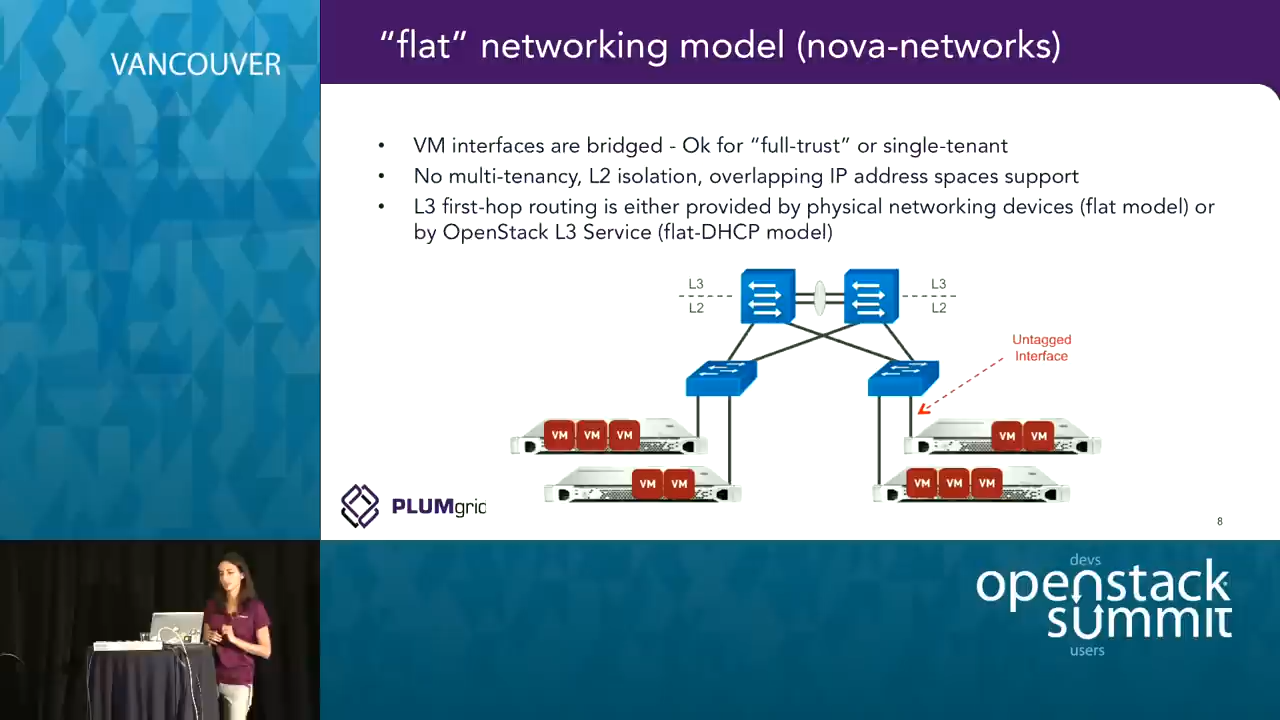 VANCOUVER
“flat” networking model (nova-networks)
• VM interfaces are bridged - Ok for “full-trust” or single-tenant
• No multi-tenancy, L2 isolation, overlapping IP address spaces support
• L3 first-hop routing is either provided by physical networking devices (flat model) or
by OpenStack L3 Service (flat-DHCP model)
L3
L2
L3
L2
Untagged
Interface
VM VM VM
VM VM
VM VM
VM VM VM
PLUMgrid
8
devs
openstack
summit
users